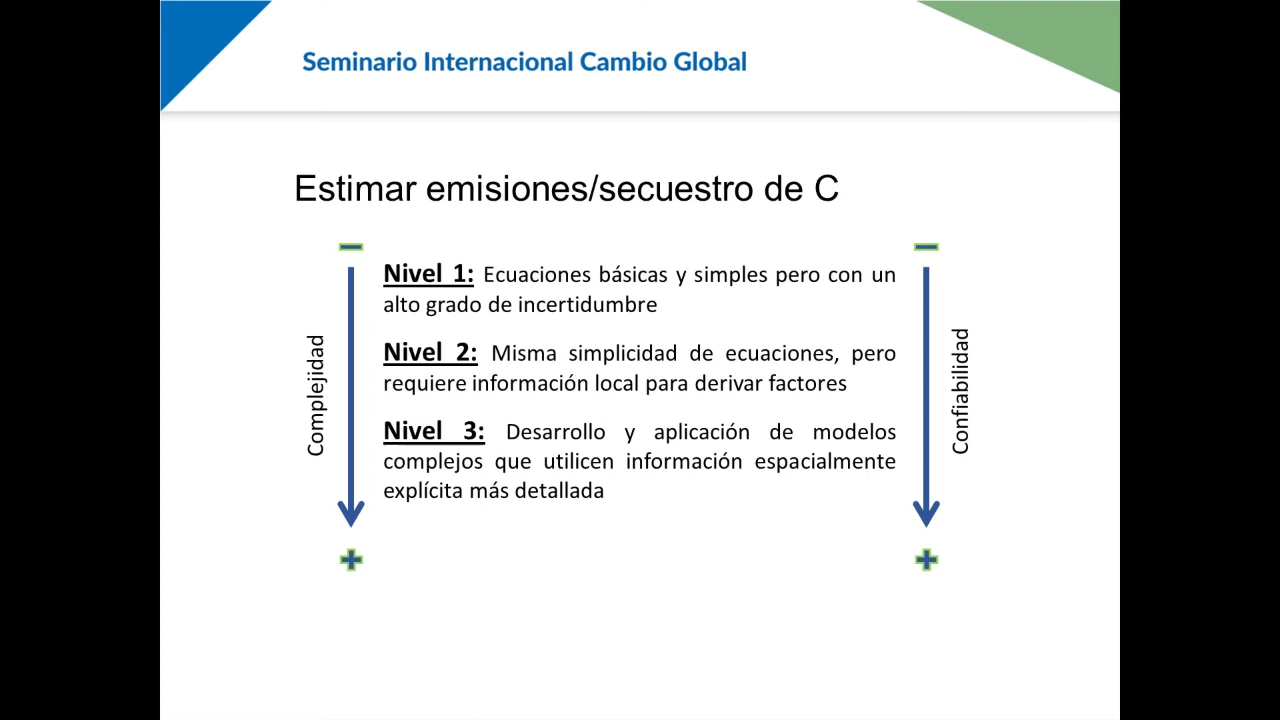 Seminario Internacional Cambio Global
Estimar emisiones/secuestro de C
Nivel 1: Ecuaciones básicas y simples pero con un
alto grado de incertidumbre
Nivel 2: Misma simplicidad de ecuaciones, pero
requiere información local para derivar factores
Nivel 3: Desarrollo y aplicación de modelos
complejos que utilicen información espacialmente
explícita más detallada
Complejidad
Confiabilidad